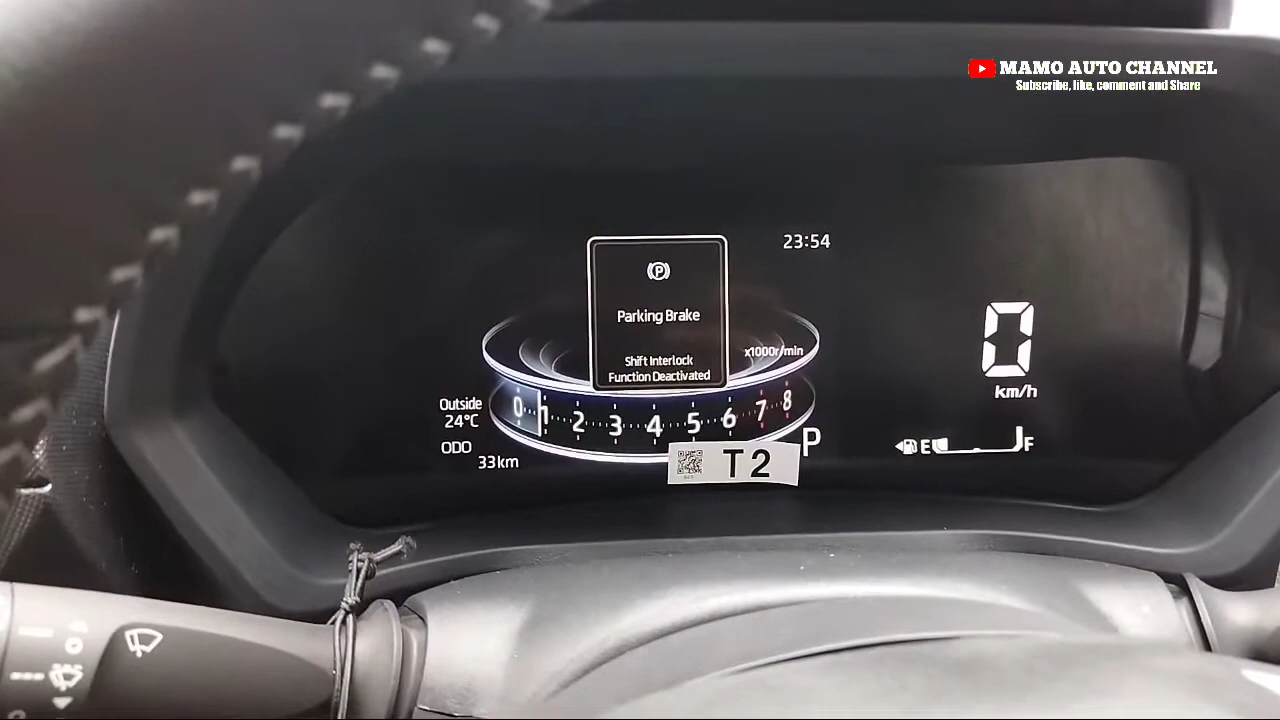 MAMO AUTO CHANNEL
Subscribe, like, comment and Share
23:54
P
Parking Brake
Shift Interlock
Function Deactivated
x1000r/min
0
km/h
Outside
24°C
0 1 2 3 4 5 6 7 8
ODO
33km
P
E F
T2